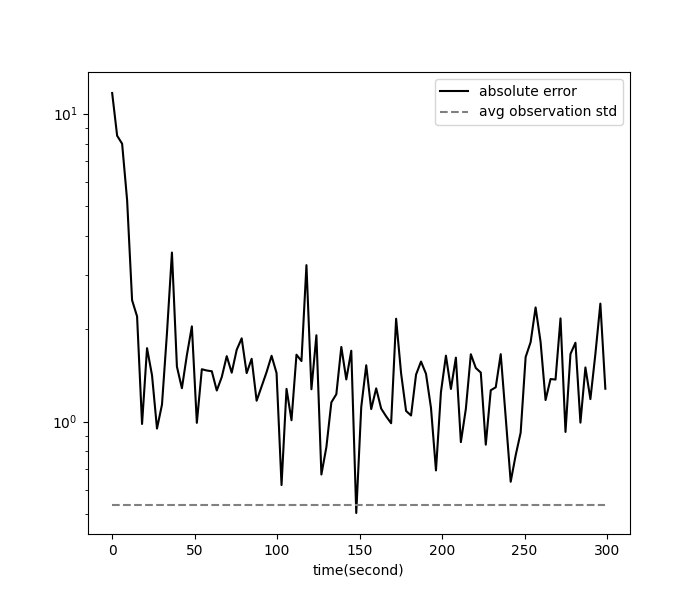 absolute error
avg observation std
10¹
10⁰
0 50 100 150 200 250 300
time(second)